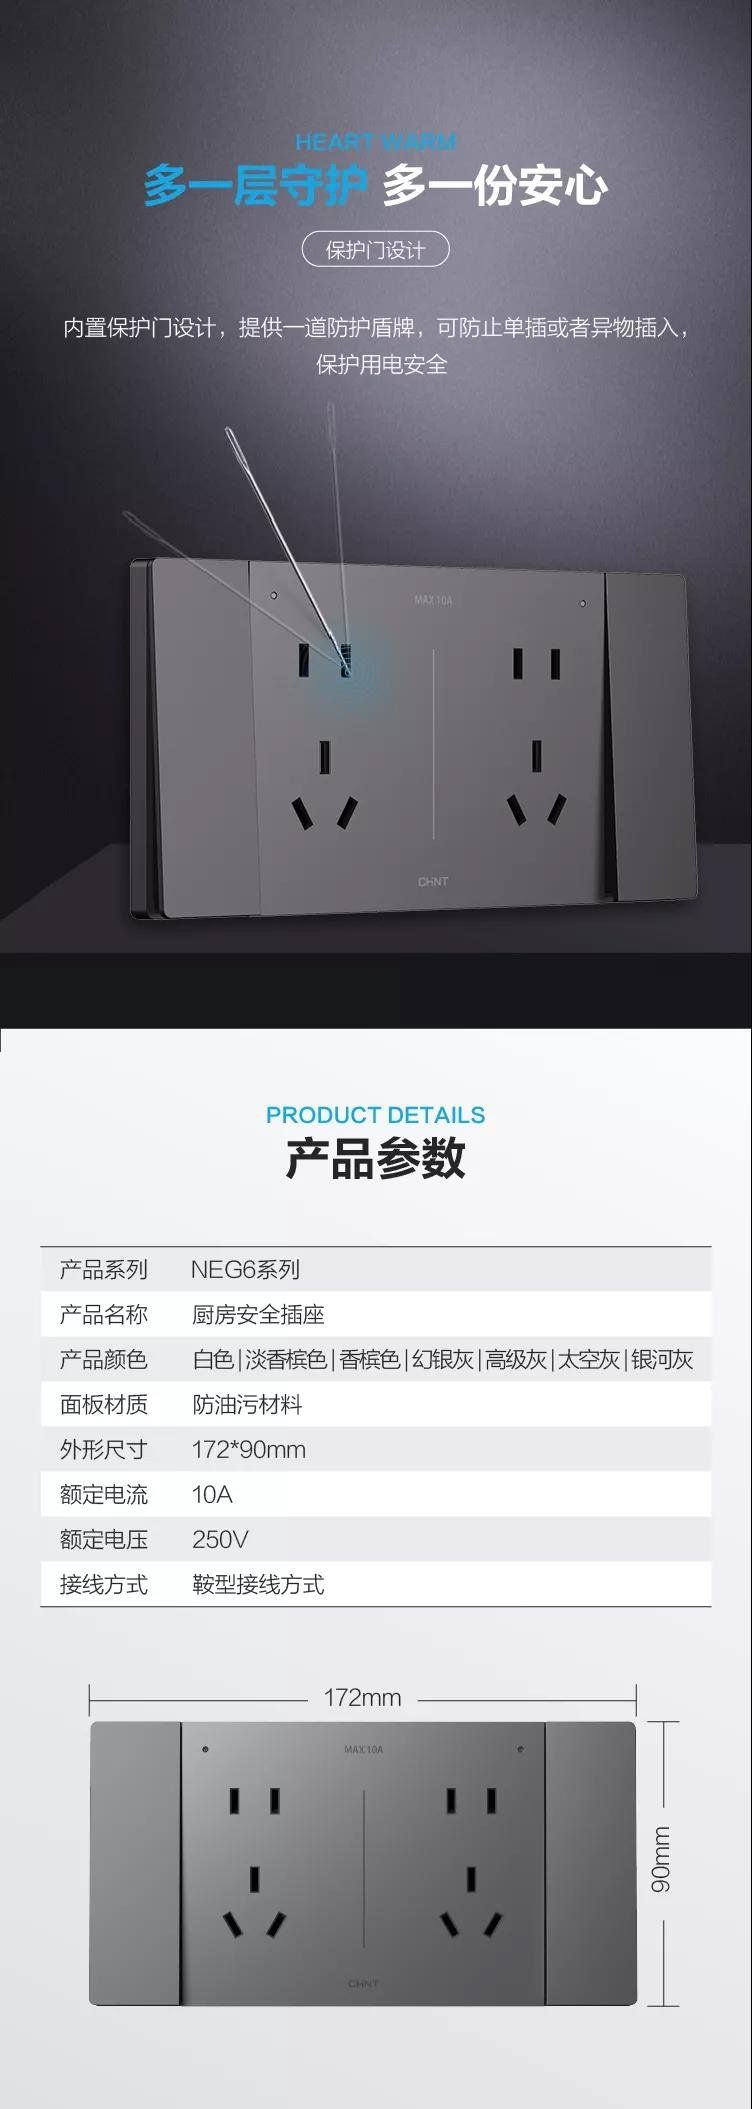 HEART WARM
多一层守护 多一份安心
保护门设计
内置保护门设计，提供一道防护盾牌，可防止单插或者异物插入，
保护用电安全
MAX 10A
CHNT
PRODUCT DETAILS
产品参数
产品系列 NEG6系列
产品名称 厨房安全插座
产品颜色 白色|淡香槟色|香槟色|幻银灰|高级灰|太空灰|银河灰
面板材质 防油污材料
外形尺寸 172*90mm
额定电流 10A
额定电压 250V
接线方式 鞍型接线方式
172mm
MAX 10A
90mm
CHNT